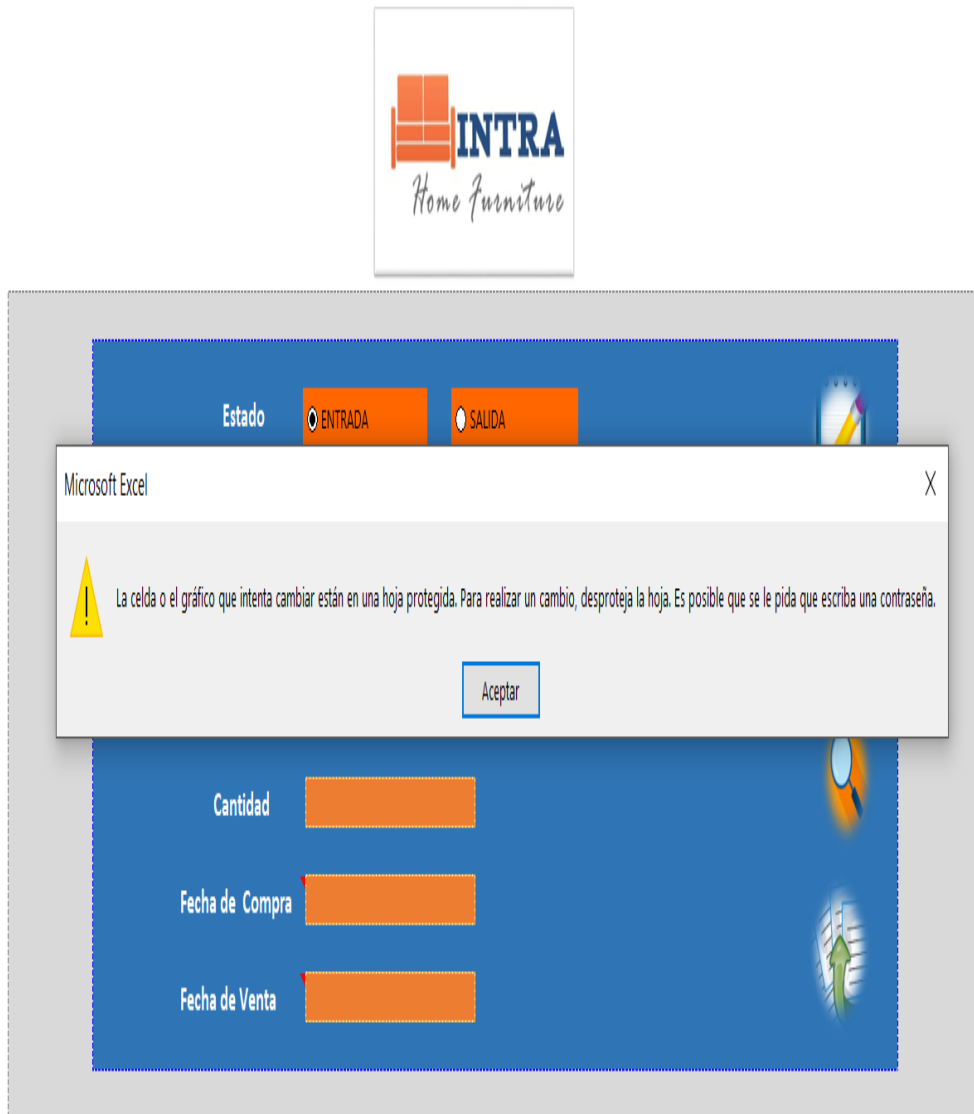 INTRA
Home Furniture
Estado
ENTRADA
SALIDA
Microsoft Excel
La celda o el gráfico que intenta cambiar están en una hoja protegida. Para realizar un cambio, desproteja la hoja. Es posible que se le pida que escriba una contraseña.
Aceptar
Cantidad
Fecha de Compra
Fecha de Venta